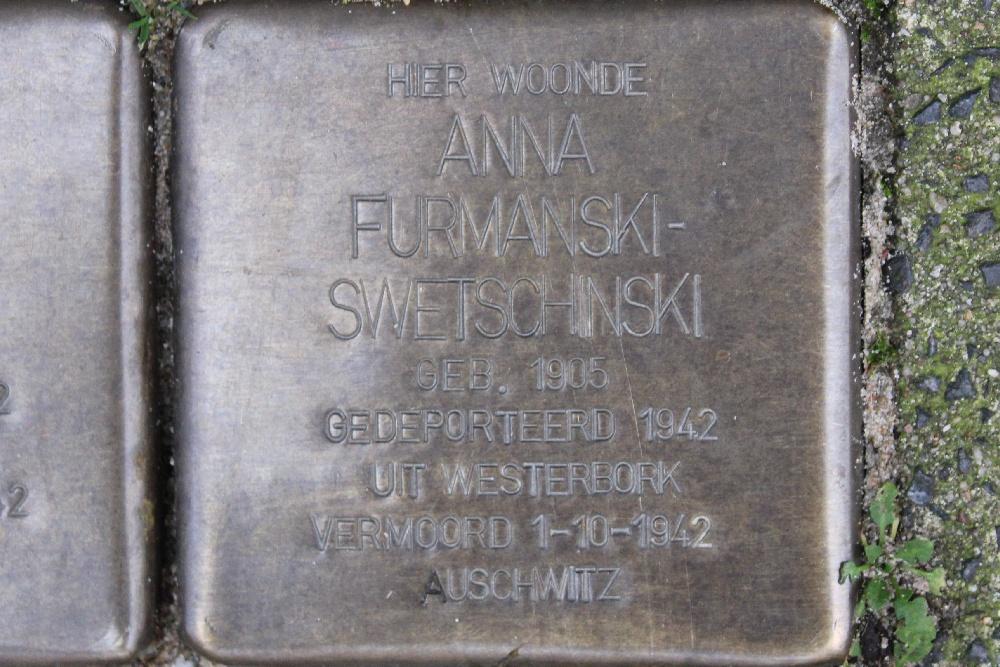 HIER WOONDE
ANNA
FURMANSKI-
SWETSCHINSKI
GEB. 1905
GEDEPORTEERD 1942
UIT WESTERBORK
VERMOORD 1-10-1942
AUSCHWITZ